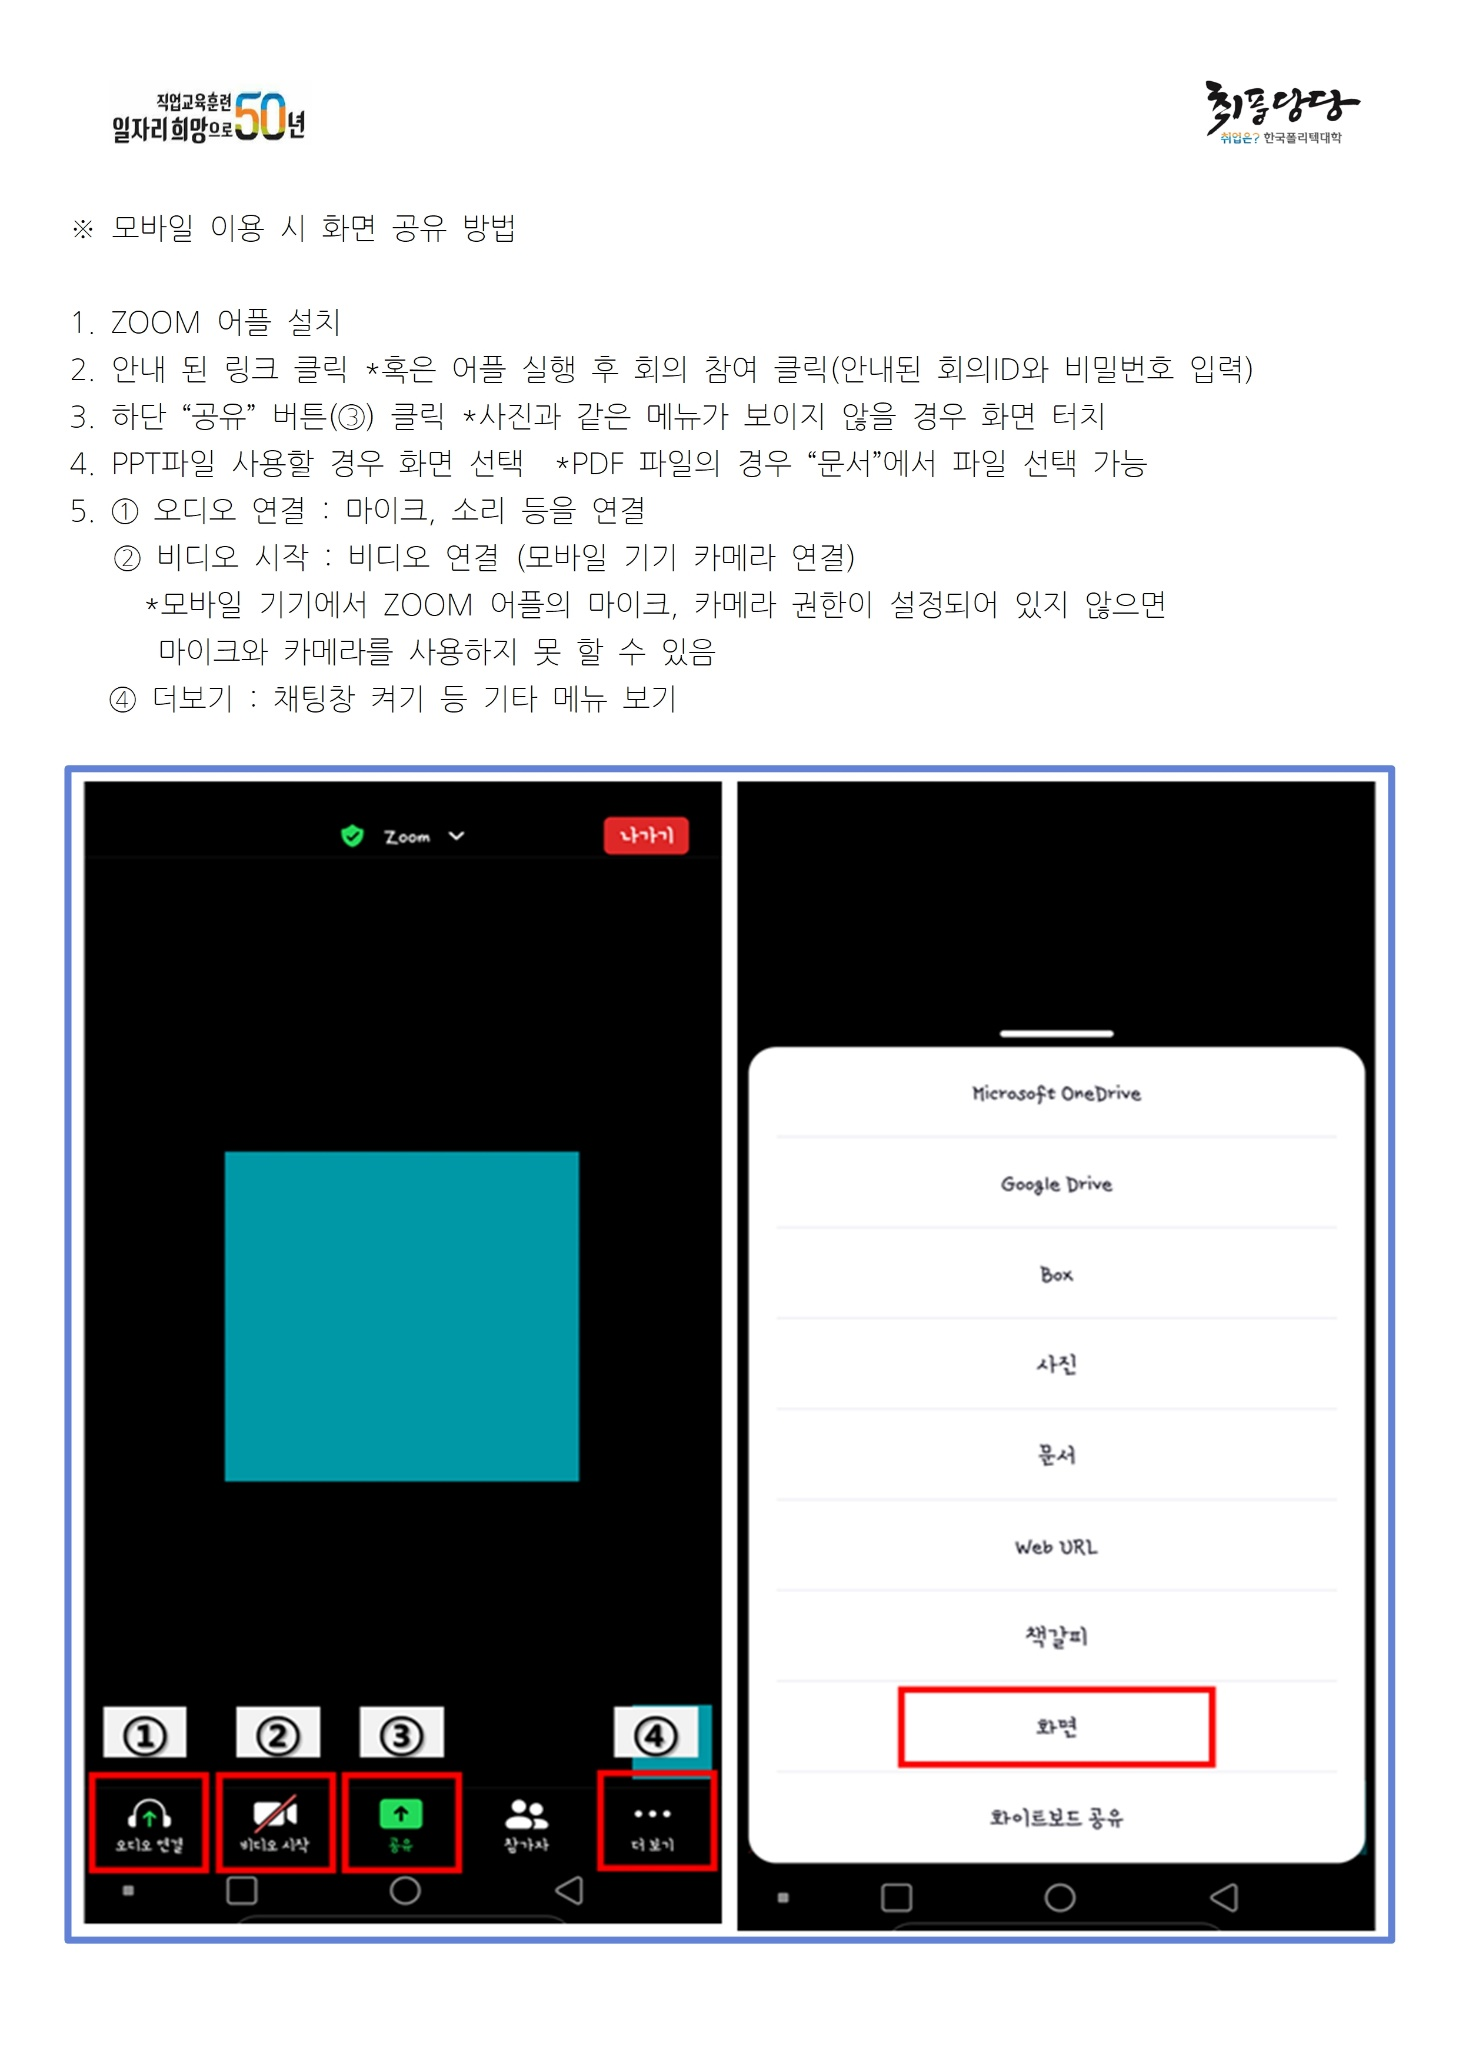 직업교육훈련
일자리 희망으로 50년
취풍당당
취업은? 한국폴리텍대학
※ 모바일 이용 시 화면 공유 방법
1. ZOOM 어플 설치
2. 안내 된 링크 클릭 *혹은 어플 실행 후 회의 참여 클릭(안내된 회의ID와 비밀번호 입력)
3. 하단 “공유” 버튼(③) 클릭 *사진과 같은 메뉴가 보이지 않을 경우 화면 터치
4. PPT파일 사용할 경우 화면 선택 *PDF 파일의 경우 “문서”에서 파일 선택 가능
5. ① 오디오 연결 : 마이크, 소리 등을 연결
② 비디오 시작 : 비디오 연결 (모바일 기기 카메라 연결)
*모바일 기기에서 ZOOM 어플의 마이크, 카메라 권한이 설정되어 있지 않으면
마이크와 카메라를 사용하지 못 할 수 있음
④ 더보기 : 채팅창 켜기 등 기타 메뉴 보기
Zoom
나가기
① ② ③ ④
오디오 연결 비디오 시작 공유 참가자 더 보기
Microsoft OneDrive
Google Drive
Box
사진
문서
Web URL
책갈피
화면
화이트보드 공유